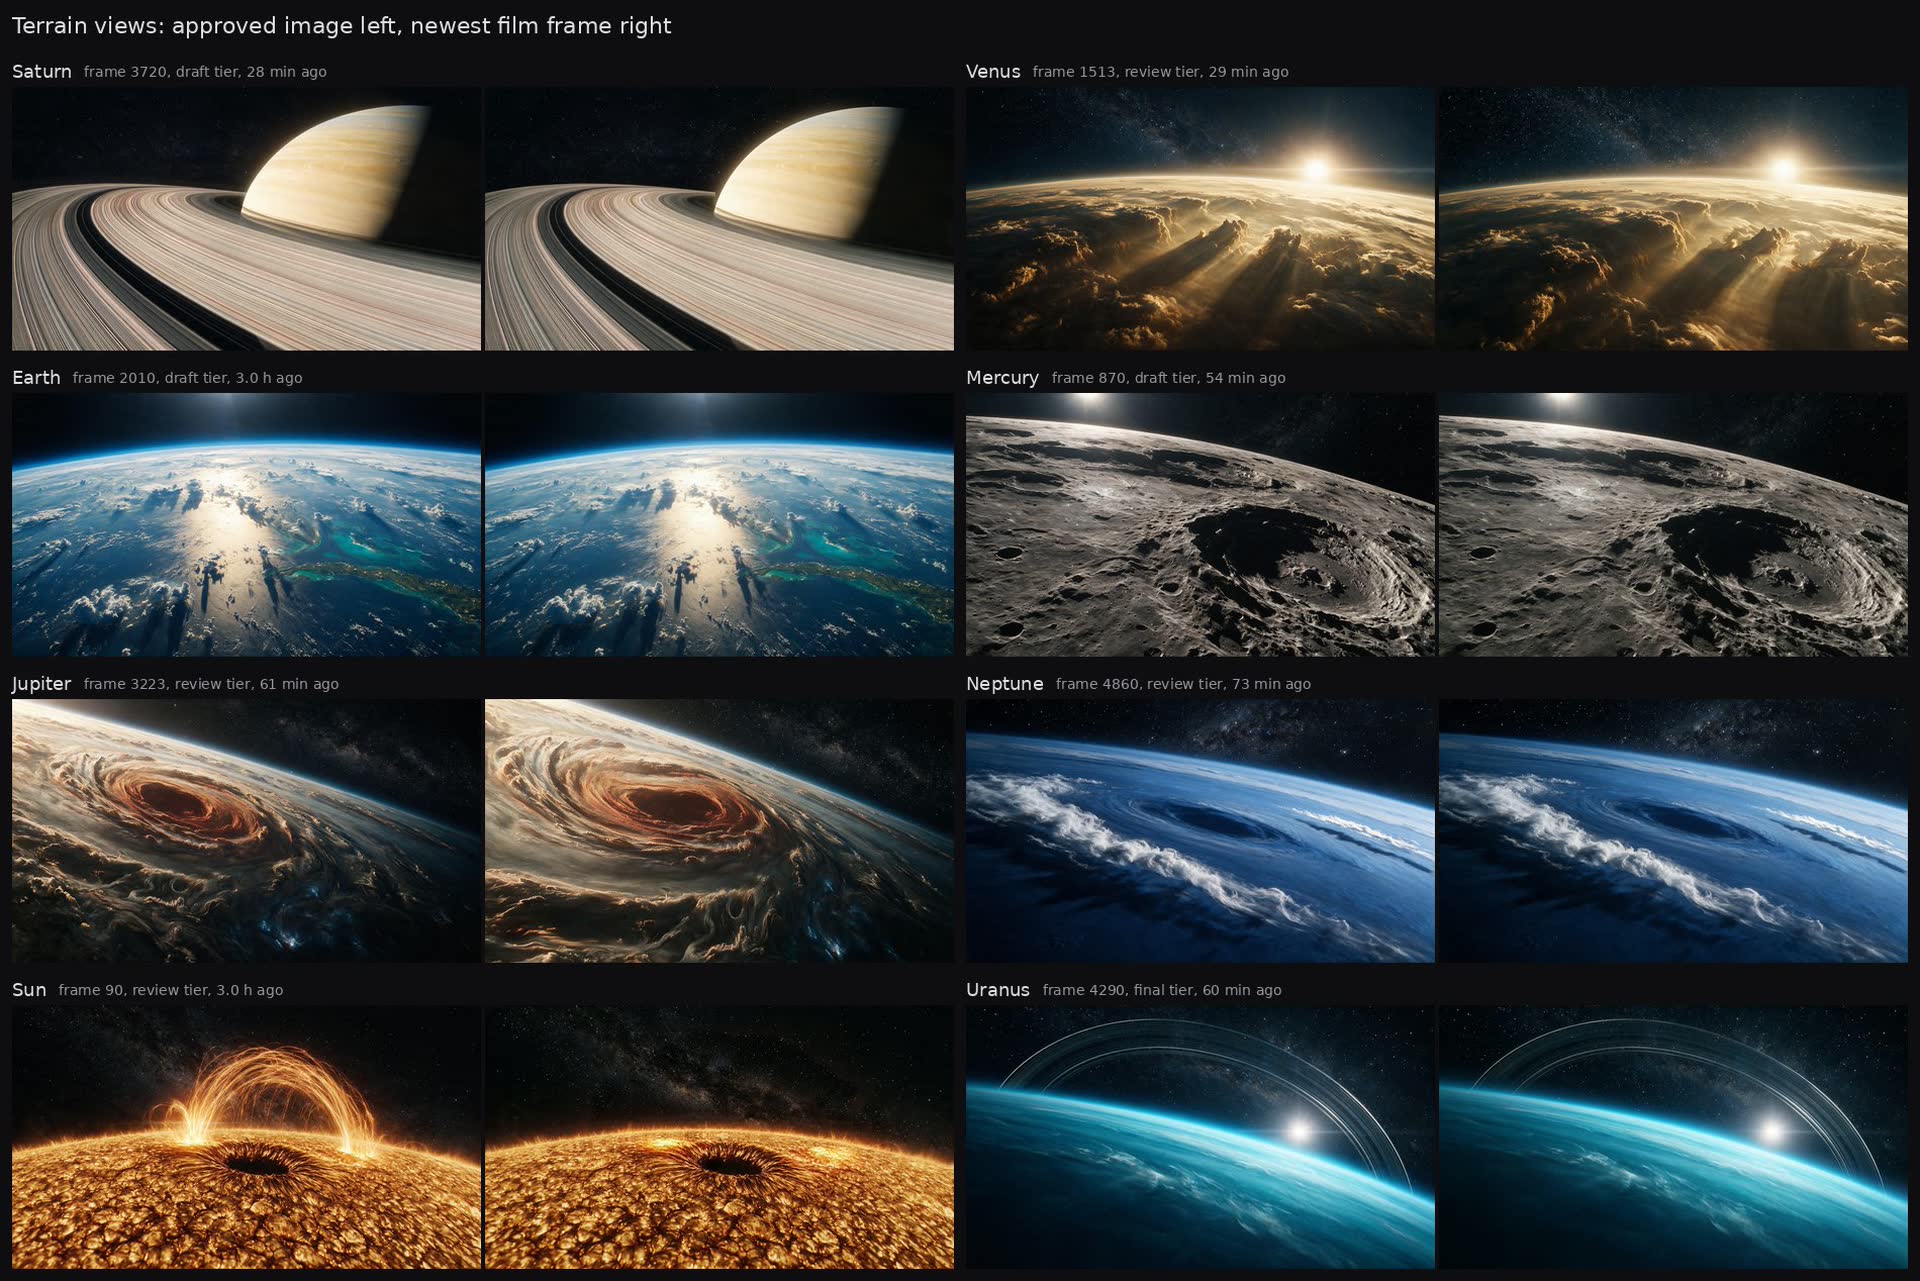 Terrain views: approved image left, newest film frame right
Saturn frame 3720, draft tier, 28 min ago
Venus frame 1513, review tier, 29 min ago
Earth frame 2010, draft tier, 3.0 h ago
Mercury frame 870, draft tier, 54 min ago
Jupiter frame 3223, review tier, 61 min ago
Neptune frame 4860, review tier, 73 min ago
Sun frame 90, review tier, 3.0 h ago
Uranus frame 4290, final tier, 60 min ago